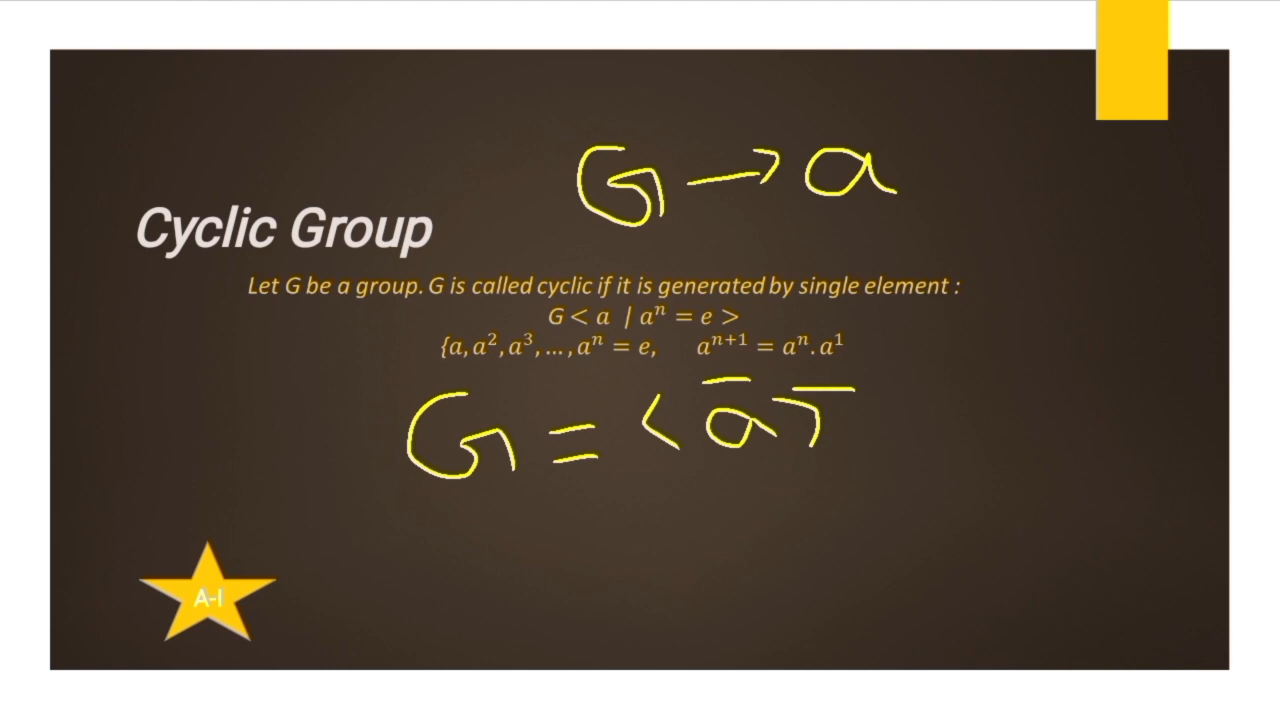 G → a
Cyclic Group
Let G be a group. G is called cyclic if it is generated by single element :
G < a | aⁿ = e >
{a, a², a³, … , aⁿ = e,     aⁿ⁺¹ = aⁿ. a¹
G = < a >
A-I